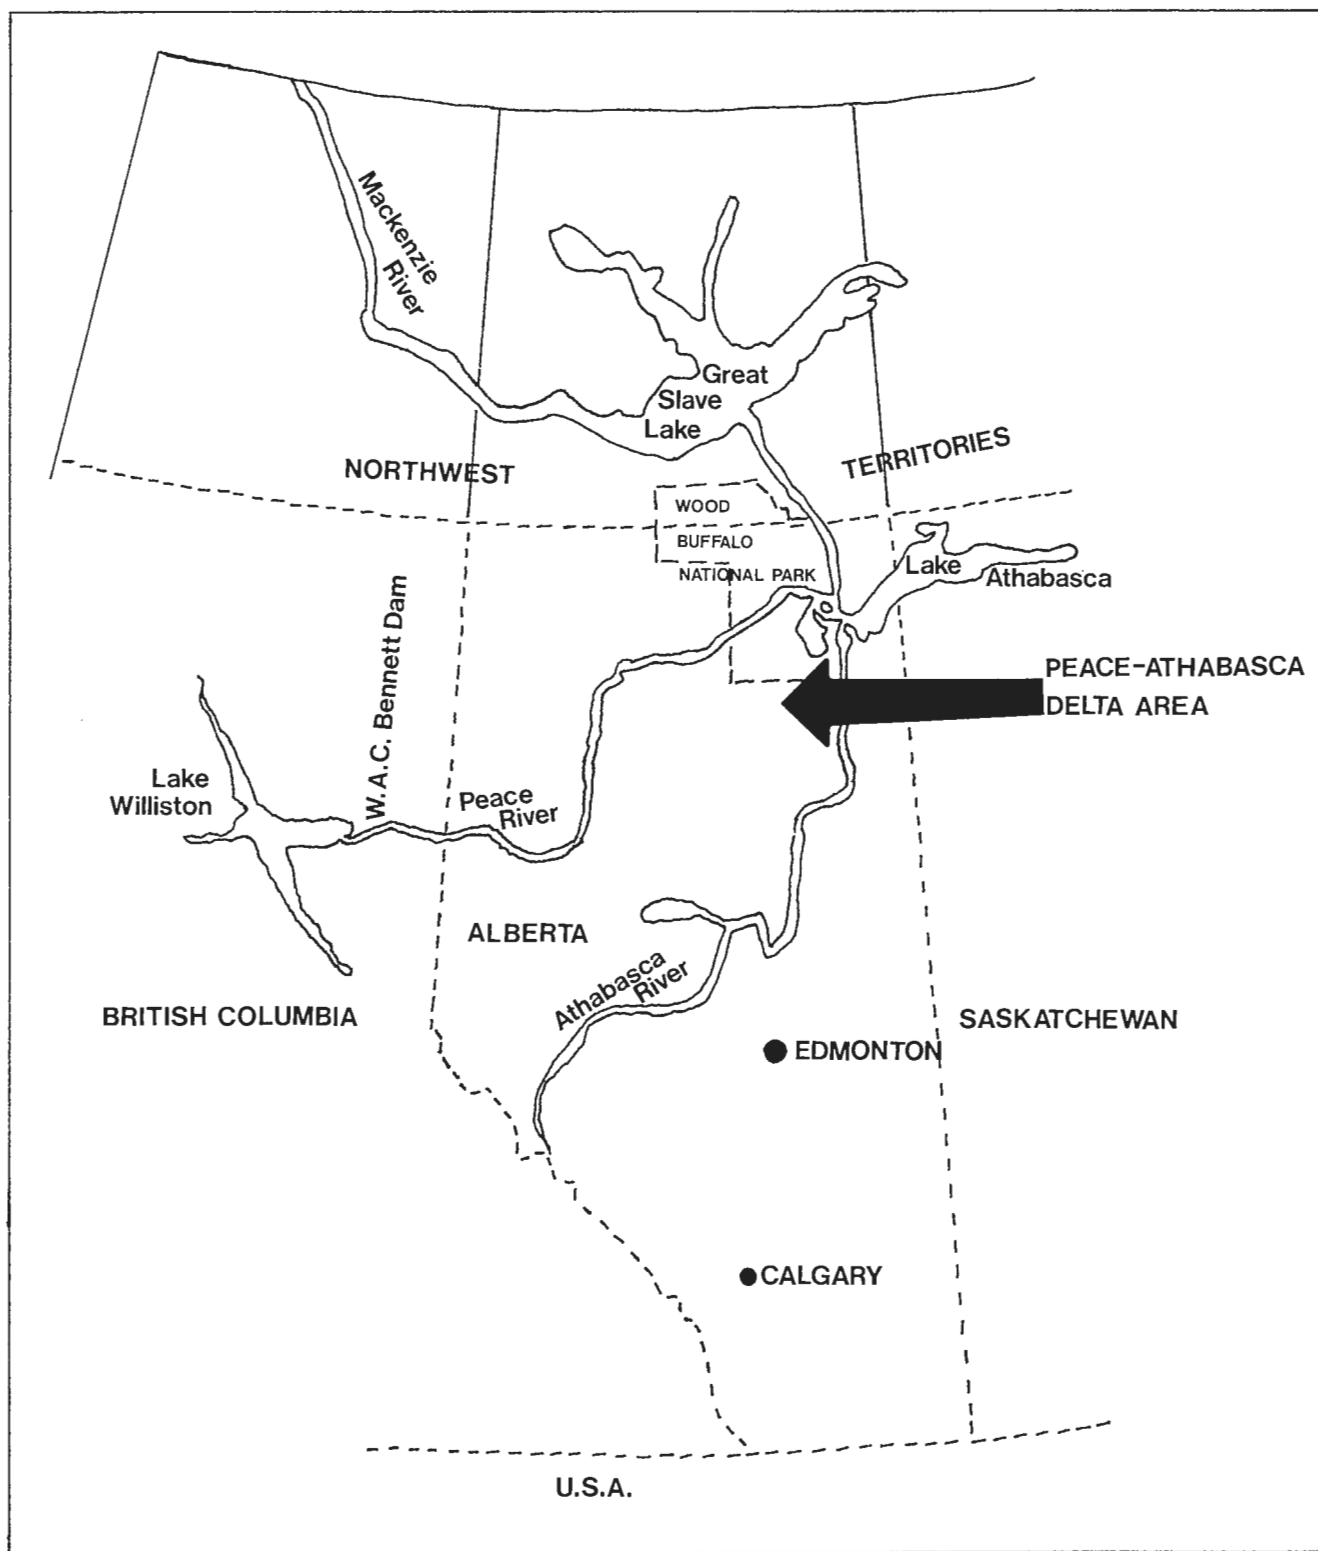 Mackenzie
River
Great
Slave
Lake
NORTHWEST
TERRITORIES
WOOD
BUFFALO
NATIONAL PARK
Lake
Athabasca
PEACE-ATHABASCA
DELTA AREA
W.A.C. Bennett Dam
Lake
Williston
Peace
River
ALBERTA
Athabasca
River
BRITISH COLUMBIA
SASKATCHEWAN
EDMONTON
CALGARY
U.S.A.